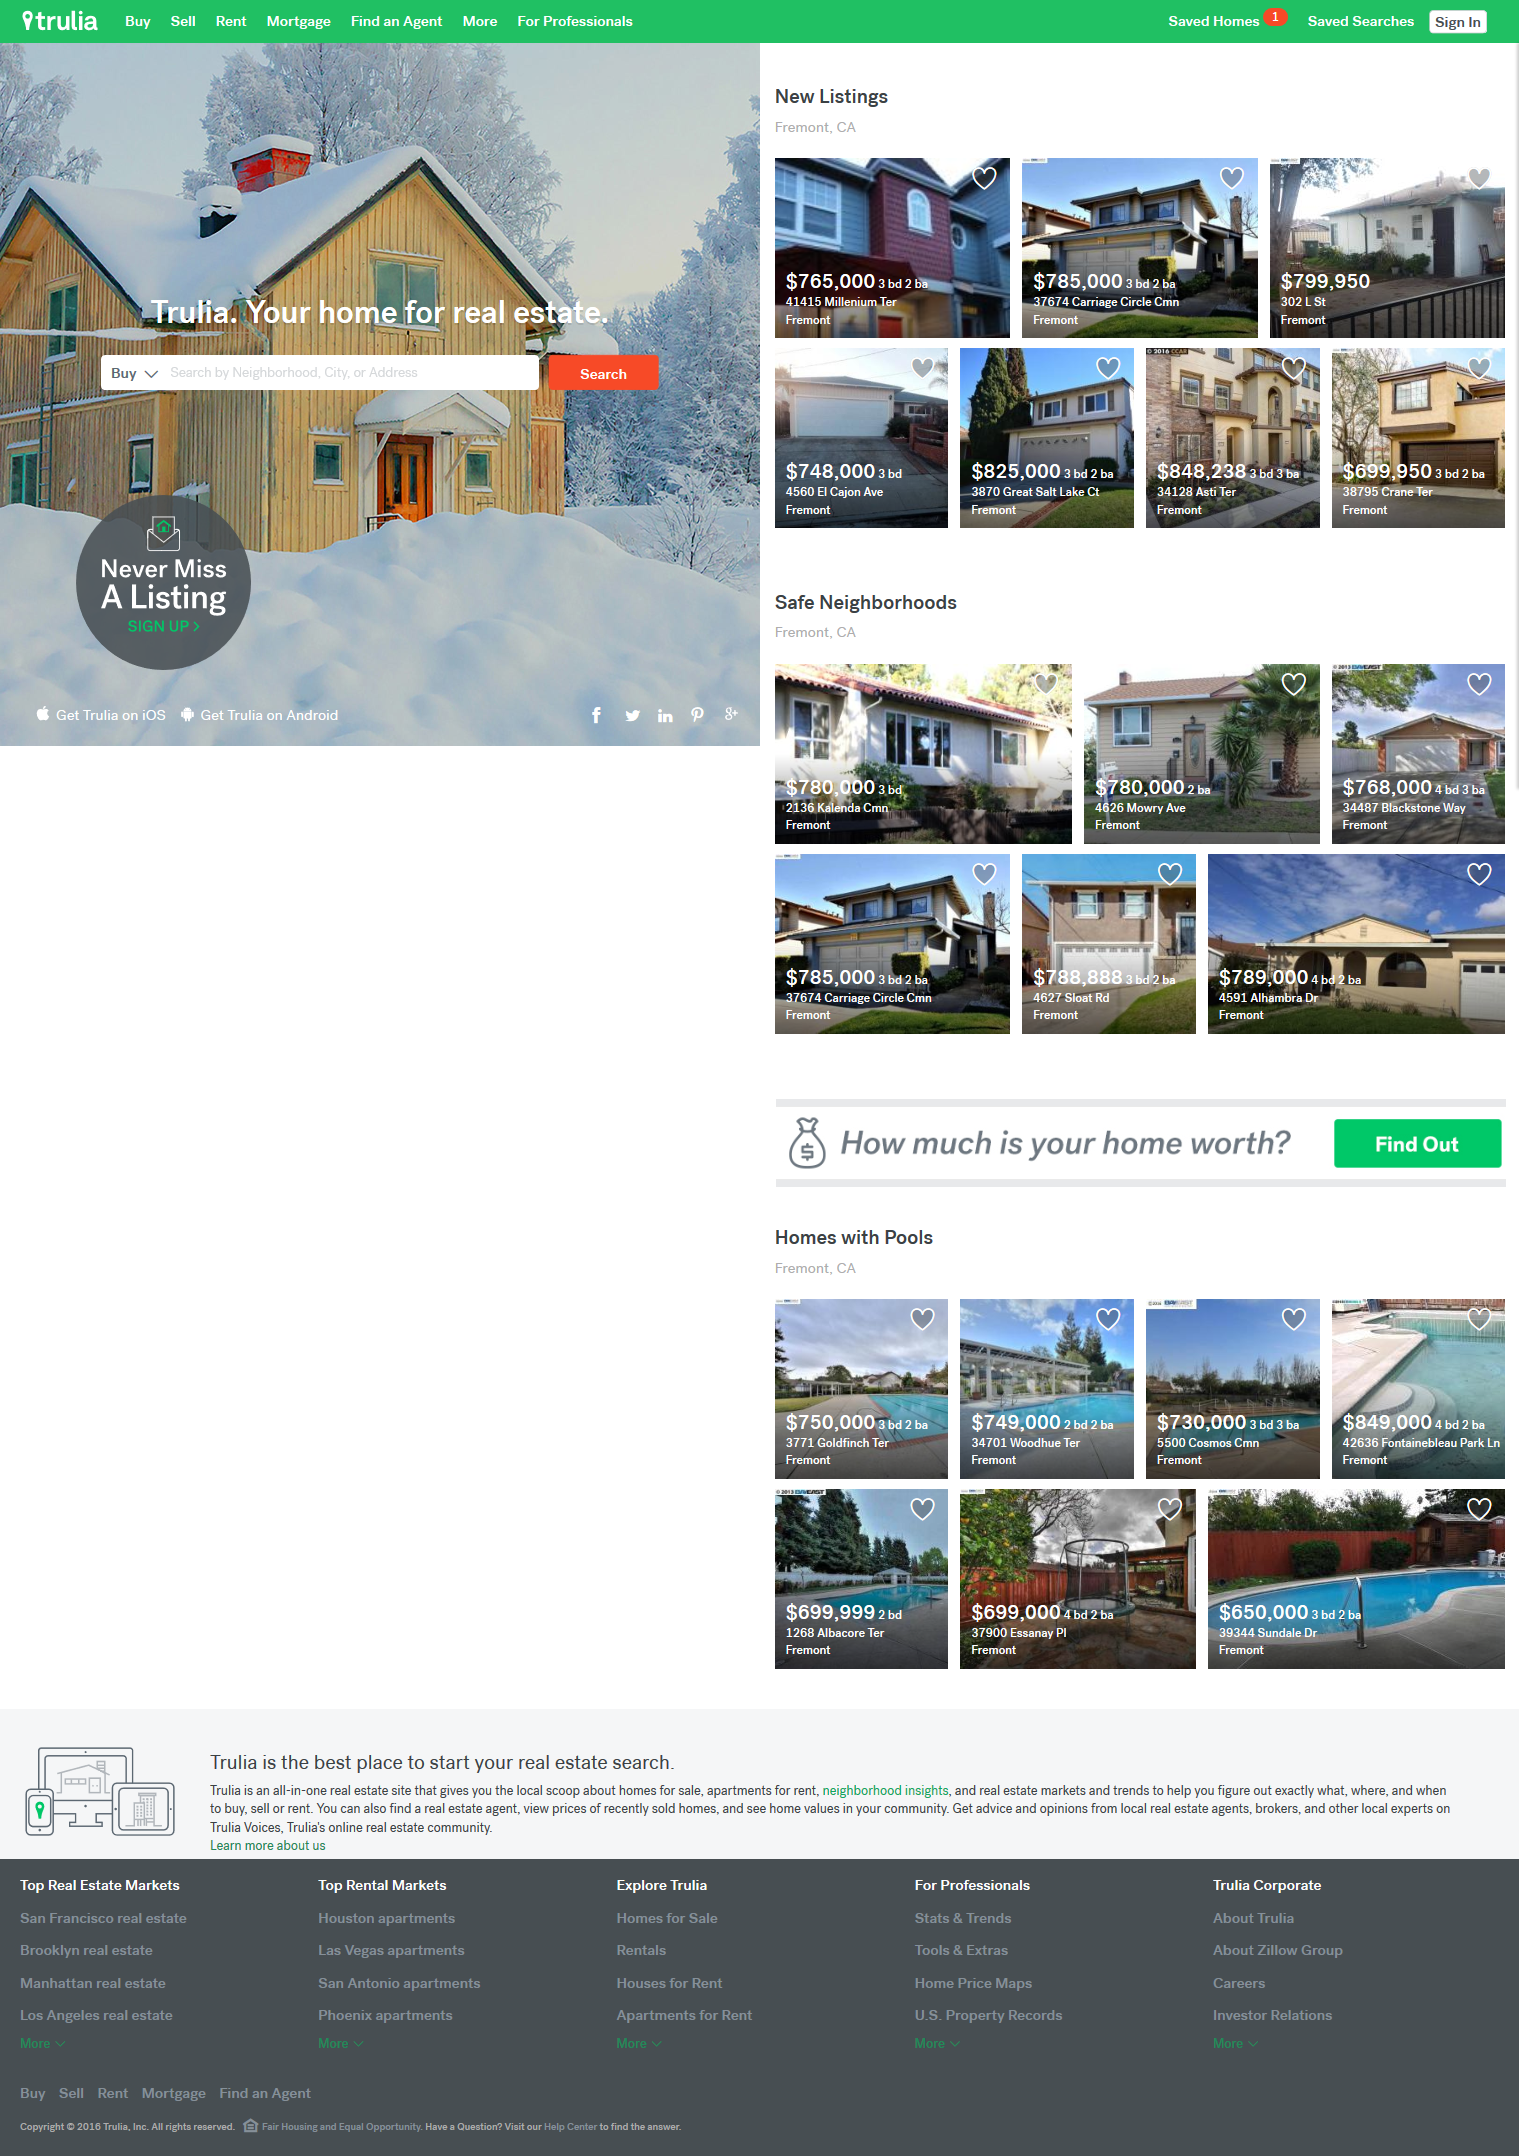 trulia
Buy Sell Rent Mortgage Find an Agent More For Professionals
Saved Homes 1 Saved Searches Sign In
Trulia. Your home for real estate.
Buy Search by Neighborhood, City, or Address Search
Never Miss
A Listing
SIGN UP >
Get Trulia on iOS Get Trulia on Android
New Listings
Fremont, CA
$765,000 3 bd 2 ba
41415 Millenium Ter
Fremont
$785,000 3 bd 2 ba
37674 Carriage Circle Cmn
Fremont
$799,950
302 L St
Fremont
$748,000 3 bd
4560 El Cajon Ave
Fremont
$825,000 3 bd 2 ba
3870 Great Salt Lake Ct
Fremont
© 2016 CCAR
$848,238 3 bd 3 ba
34128 Asti Ter
Fremont
$699,950 3 bd 2 ba
38795 Crane Ter
Fremont
Safe Neighborhoods
Fremont, CA
$780,000 3 bd
2136 Kalenda Cmn
Fremont
$780,000 2 ba
4626 Mowry Ave
Fremont
© 2013 BAYEAST
$768,000 4 bd 3 ba
34487 Blackstone Way
Fremont
$785,000 3 bd 2 ba
37674 Carriage Circle Cmn
Fremont
$788,888 3 bd 2 ba
4627 Sloat Rd
Fremont
$789,000 4 bd 2 ba
4591 Alhambra Dr
Fremont
How much is your home worth? Find Out
Homes with Pools
Fremont, CA
$750,000 3 bd 2 ba
3771 Goldfinch Ter
Fremont
$749,000 2 bd 2 ba
34701 Woodhue Ter
Fremont
$730,000 3 bd 3 ba
5500 Cosmos Cmn
Fremont
$849,000 4 bd 2 ba
42636 Fontainebleau Park Ln
Fremont
© 2013 BAYEAST
$699,999 2 bd
1268 Albacore Ter
Fremont
$699,000 4 bd 2 ba
37900 Essanay Pl
Fremont
$650,000 3 bd 2 ba
39344 Sundale Dr
Fremont
Trulia is the best place to start your real estate search.
Trulia is an all-in-one real estate site that gives you the local scoop about homes for sale, apartments for rent, neighborhood insights, and real estate markets and trends to help you figure out exactly what, where, and when
to buy, sell or rent. You can also find a real estate agent, view prices of recently sold homes, and see home values in your community. Get advice and opinions from local real estate agents, brokers, and other local experts on
Trulia Voices, Trulia's online real estate community.
Learn more about us
Top Real Estate Markets
San Francisco real estate
Brooklyn real estate
Manhattan real estate
Los Angeles real estate
More
Top Rental Markets
Houston apartments
Las Vegas apartments
San Antonio apartments
Phoenix apartments
More
Explore Trulia
Homes for Sale
Rentals
Houses for Rent
Apartments for Rent
More
For Professionals
Stats & Trends
Tools & Extras
Home Price Maps
U.S. Property Records
More
Trulia Corporate
About Trulia
About Zillow Group
Careers
Investor Relations
More
Buy Sell Rent Mortgage Find an Agent
Copyright © 2016 Trulia, Inc. All rights reserved. Fair Housing and Equal Opportunity. Have a Question? Visit our Help Center to find the answer.